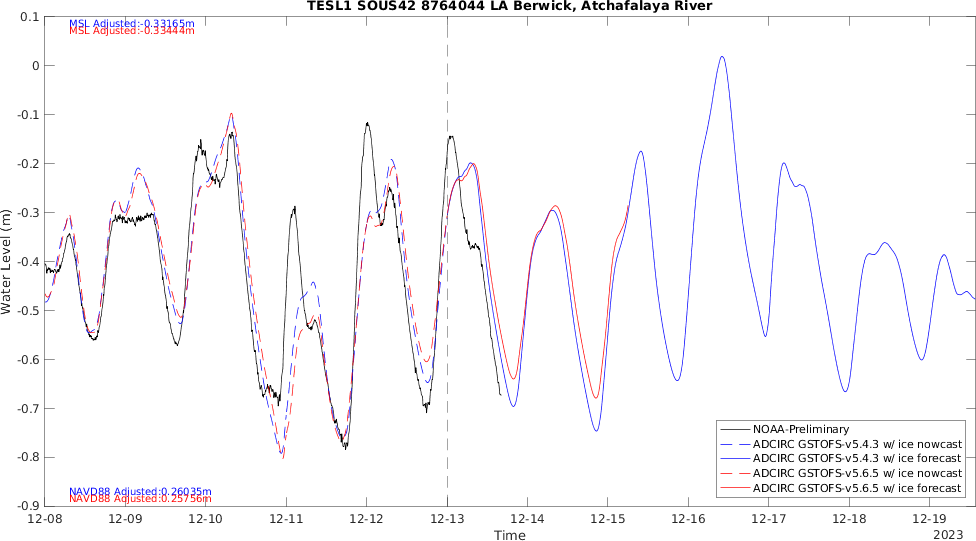 TESL1 SOUS42 8764044 LA Berwick, Atchafalaya River
MSL Adjusted:-0.33165m
MSL Adjusted:-0.33444m
0.1
0
-0.1
-0.2
-0.3
-0.4
-0.5
-0.6
-0.7
-0.8
-0.9
Water Level (m)
NOAA-Preliminary
ADCIRC GSTOFS-v5.4.3 w/ ice nowcast
ADCIRC GSTOFS-v5.4.3 w/ ice forecast
ADCIRC GSTOFS-v5.6.5 w/ ice nowcast
ADCIRC GSTOFS-v5.6.5 w/ ice forecast
NAVD88 Adjusted:0.26035m
NAVD88 Adjusted:0.25756m
12-08 12-09 12-10 12-11 12-12 12-13 12-14 12-15 12-16 12-17 12-18 12-19
Time
2023